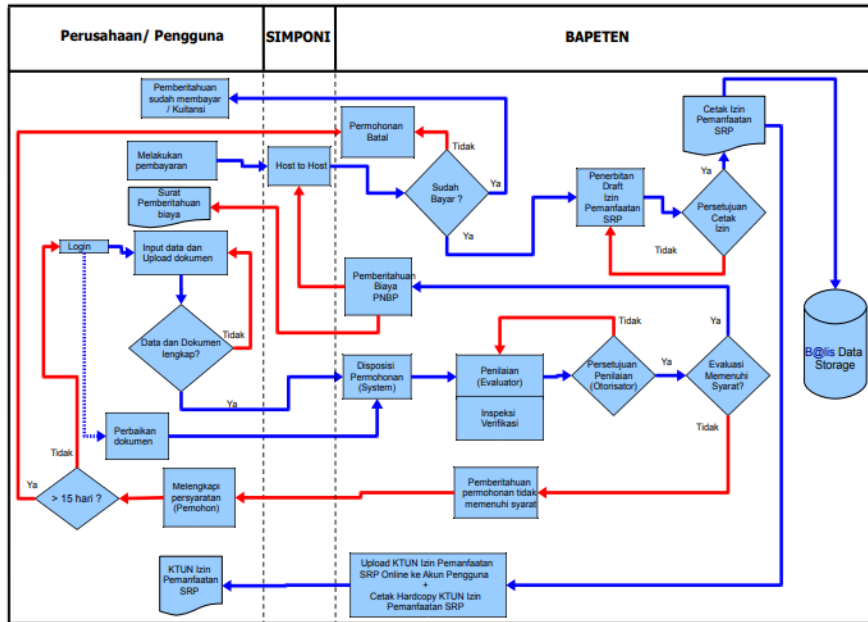 Perusahaan/ Pengguna
SIMPONI
BAPETEN
Pemberitahuan
sudah membayar
/ Kuitansi
Permohonan
Batal
Cetak Izin
Pemanfaatan
SRP
Tidak
Melakukan
pembayaran
Host to Host
Sudah
Bayar ?
Ya
Ya
Penerbitan
Draft
Izin
Pemanfaatan
SRP
Ya
Persetujuan
Cetak
Izin
Tidak
Surat
Pemberitahuan
biaya
Login
Input data dan
Upload dokumen
Pemberitahuan
Biaya
PNBP
Tidak
Data dan Dokumen
lengkap?
Ya
Disposisi
Permohonan
(System)
Penilaian
(Evaluator)
Inspeksi
Verifikasi
Tidak
Persetujuan
Penilaian
(Otorisator)
Ya
Ya
Evaluasi
Memenuhi
Syarat?
Tidak
B@lis Data
Storage
Perbaikan
dokumen
Tidak
Ya
> 15 hari ?
Melengkapi
persyaratan
(Pemohon)
Pemberitahuan
permohonan tidak
memenuhi syarat
KTUN Izin
Pemanfaatan
SRP
Upload KTUN Izin Pemanfaatan
SRP Online ke Akun Pengguna
+
Cetak Hardcopy KTUN Izin
Pemanfaatan SRP